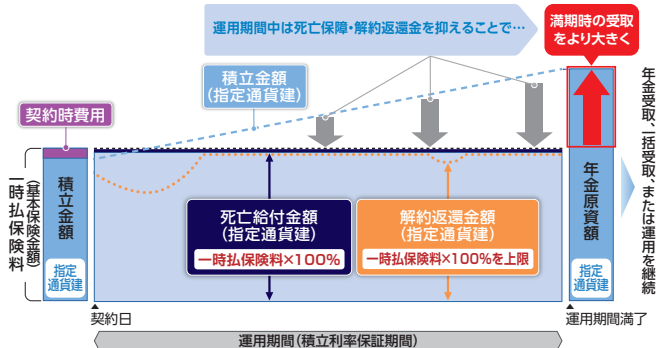 運用期間中は死亡保障・解約返還金を抑えることで…
満期時の受取
をより大きく
積立金額
(指定通貨建)
契約時費用
一時払保険料
(基本保険金額)
積立金額
指定
通貨建
死亡給付金額
(指定通貨建)
一時払保険料×100%
解約返還金額
(指定通貨建)
一時払保険料×100%を上限
年金原資額
指定
通貨建
年金受取、一括受取、または運用を継続
契約日
運用期間満了
運用期間(積立利率保証期間)